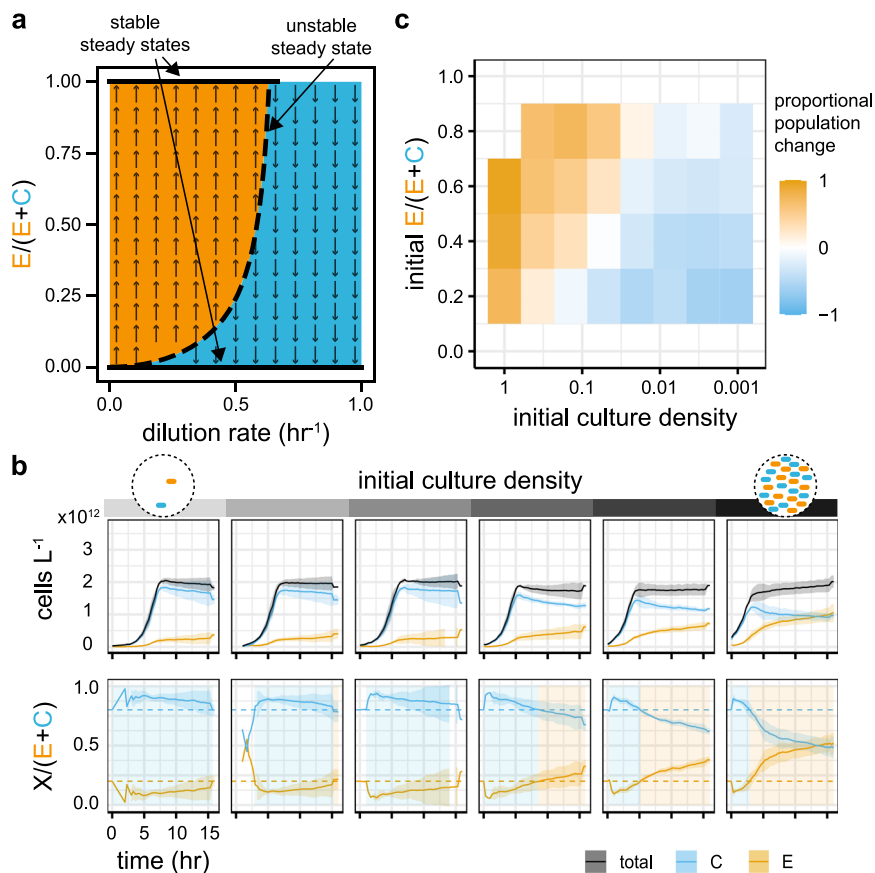 a
stable
steady states
unstable
steady state
1.00
0.75
0.50
0.25
0.00
E/(E+C)
0.0
0.5
1.0
dilution rate (hr⁻¹)
c
1.0
0.8
0.6
0.4
0.2
0.0
initial E/(E+C)
1
0.1
0.01
0.001
initial culture density
proportional
population
change
1
0
−1
b
initial culture density
x10¹²
3
2
1
0
cells L⁻¹
1.0
0.5
0.0
X/(E+C)
0 5 10 15
time (hr)
total
C
E